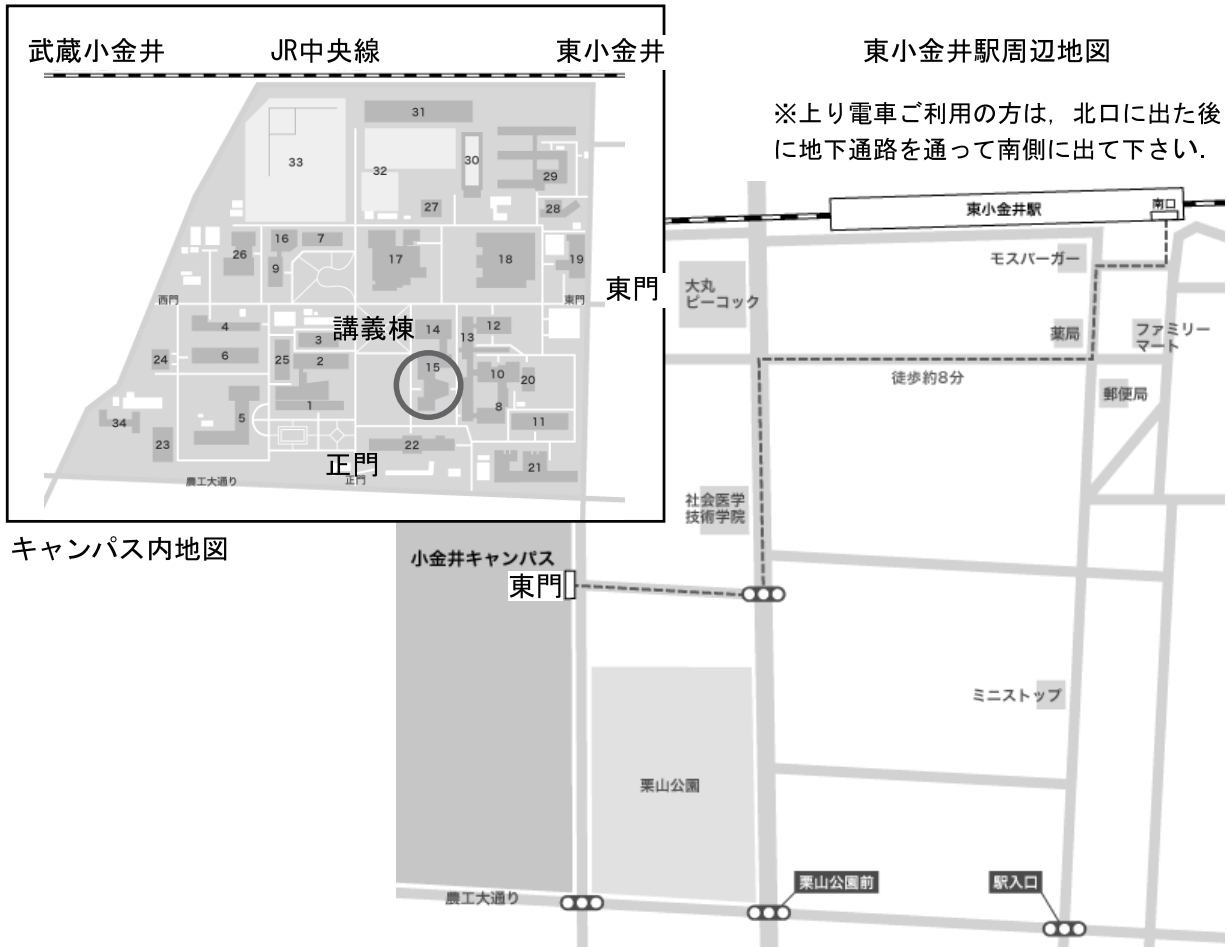 武蔵小金井
JR中央線
東小金井
31
33
32
30
29
27
28
16
7
26
9
17
18
19
西門
東門
東門
講義棟
4
3
14
13
12
24
6
25
2
15
10
20
34
5
1
8
11
23
22
21
正門
正門
農工大通り
キャンパス内地図
東小金井駅周辺地図
※上り電車ご利用の方は，北口に出た後
に地下通路を通って南側に出て下さい.
東小金井駅
南口
モスバーガー
大丸
ピーコック
薬局
ファミリー
マート
徒歩約8分
郵便局
社会医学
技術学院
小金井キャンパス
東門
ミニストップ
栗山公園
栗山公園前
駅入口
農工大通り